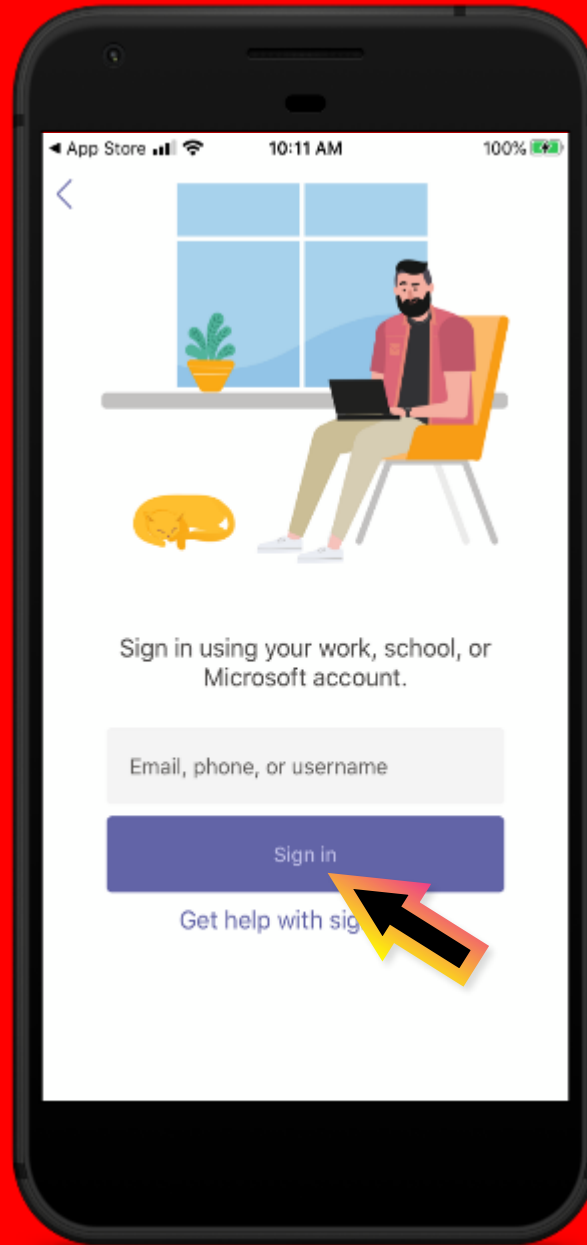 ◄ App Store 10:11 AM 100%
Sign in using your work, school, or
Microsoft account.
Email, phone, or username
Sign in
Get help with